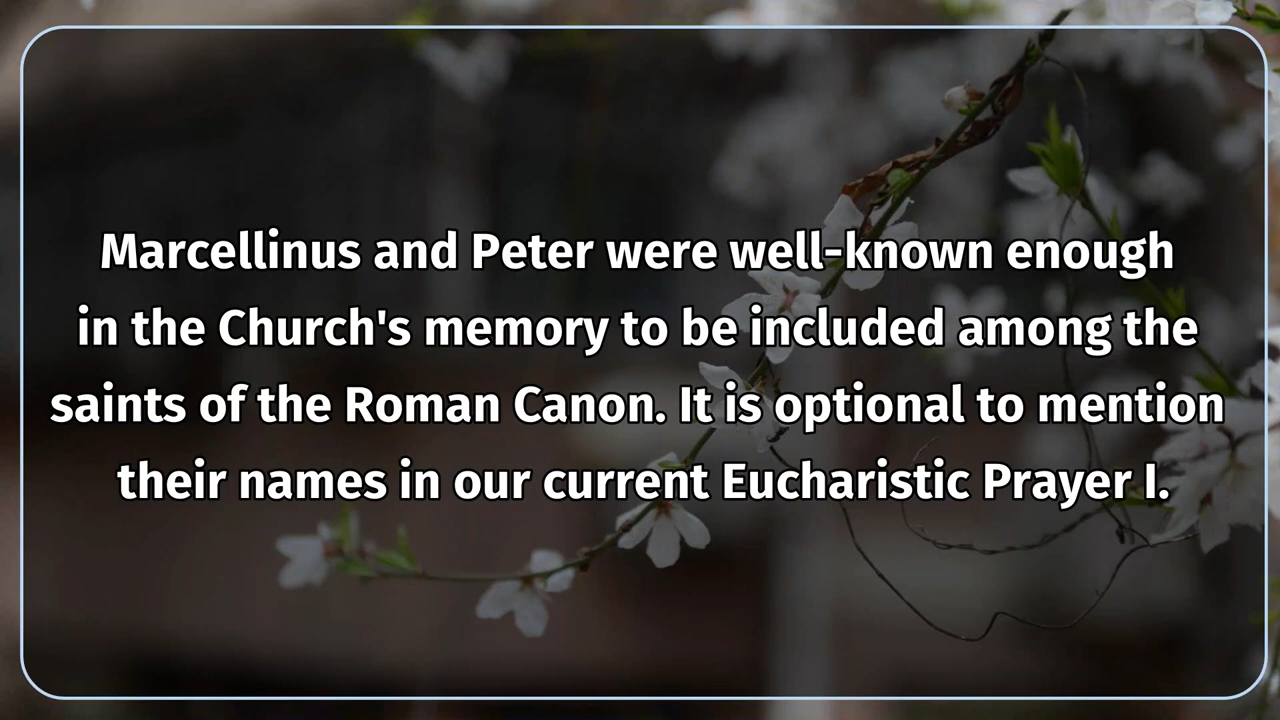 Marcellinus and Peter were well-known enough
in the Church's memory to be included among the
saints of the Roman Canon. It is optional to mention
their names in our current Eucharistic Prayer I.